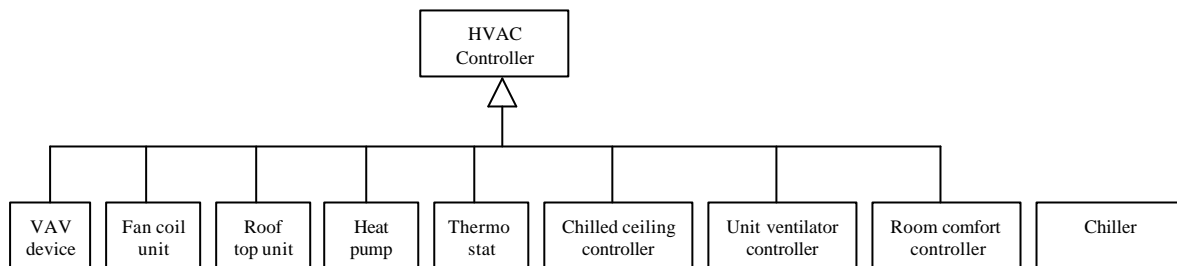 HVAC
Controller
VAV
device
Fan coil
unit
Roof
top unit
Heat
pump
Thermo
stat
Chilled ceiling
controller
Unit ventilator
controller
Room comfort
controller
Chiller